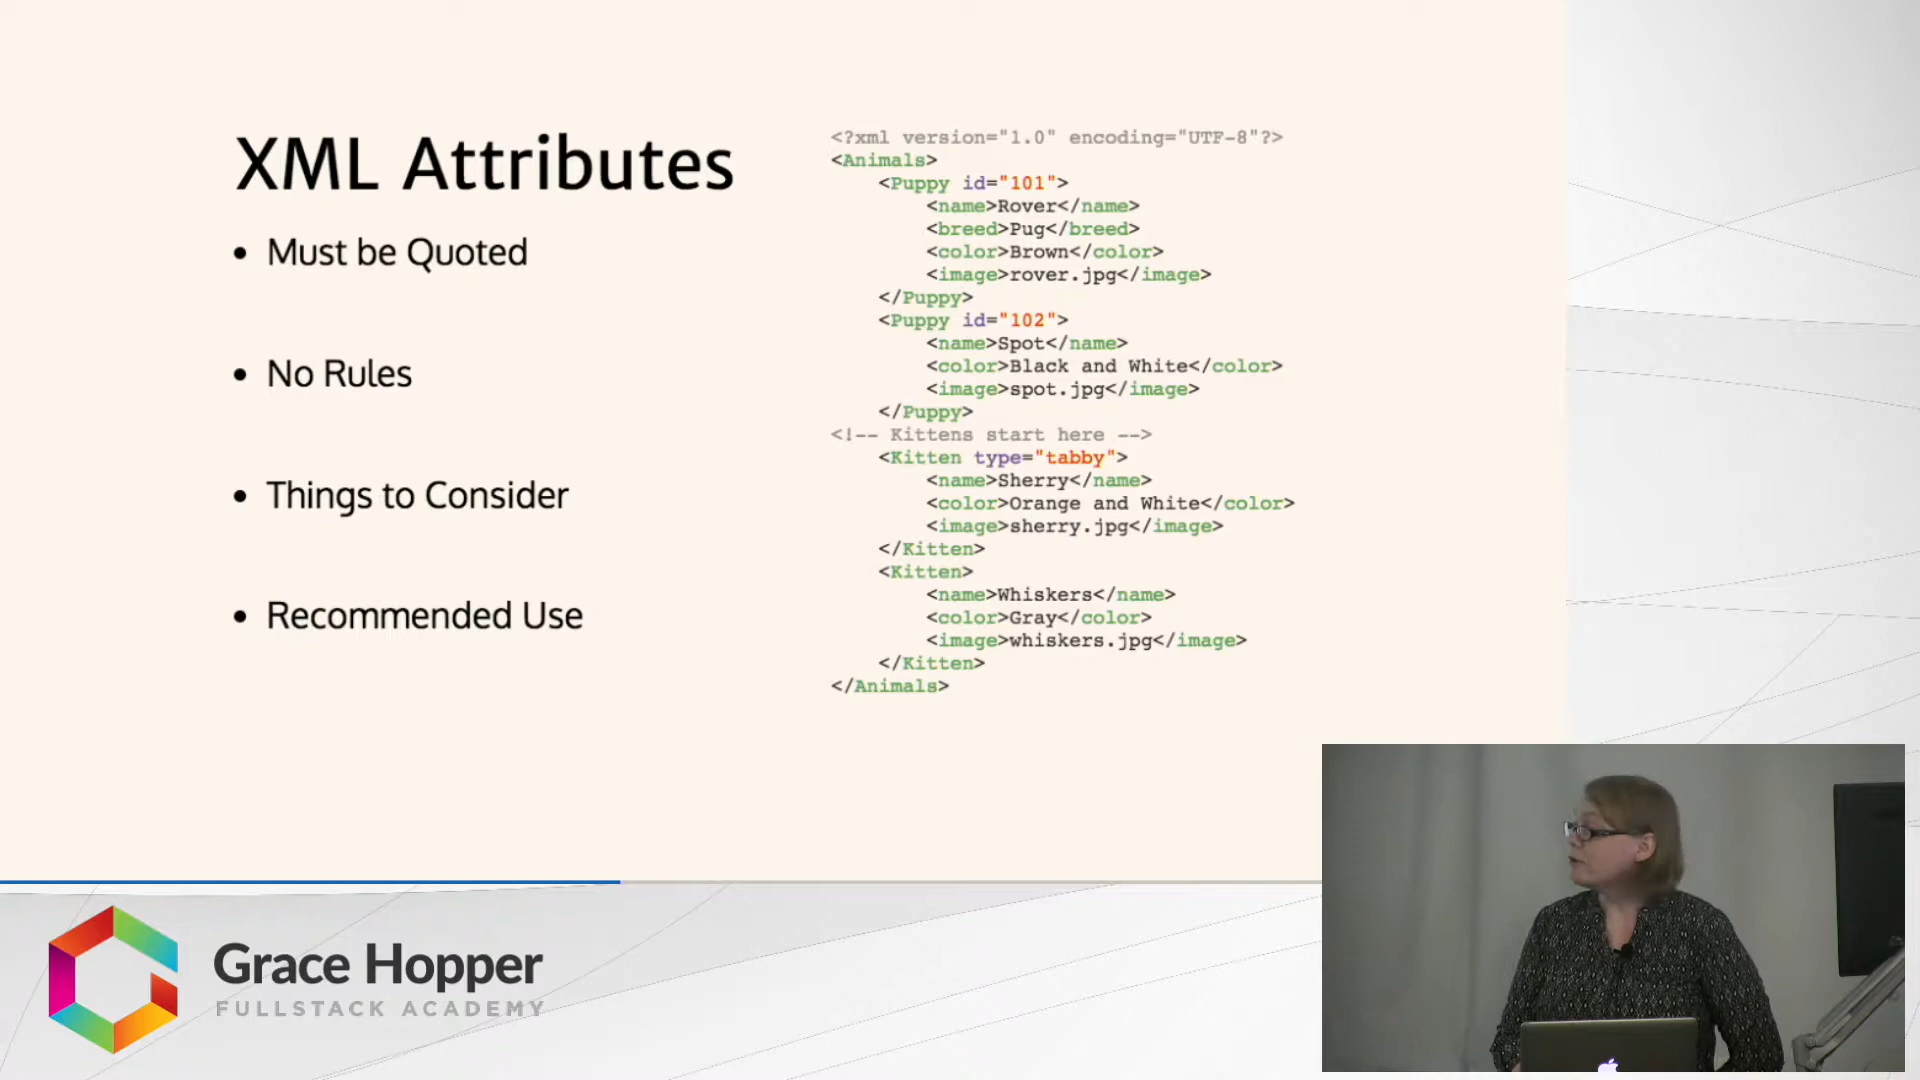 XML Attributes
• Must be Quoted
• No Rules
• Things to Consider
• Recommended Use
<?xml version="1.0" encoding="UTF-8"?>
<Animals>
    <Puppy id="101">
        <name>Rover</name>
        <breed>Pug</breed>
        <color>Brown</color>
        <image>rover.jpg</image>
    </Puppy>
    <Puppy id="102">
        <name>Spot</name>
        <color>Black and White</color>
        <image>spot.jpg</image>
    </Puppy>
<!-- Kittens start here -->
    <Kitten type="tabby">
        <name>Sherry</name>
        <color>Orange and White</color>
        <image>sherry.jpg</image>
    </Kitten>
    <Kitten>
        <name>Whiskers</name>
        <color>Gray</color>
        <image>whiskers.jpg</image>
    </Kitten>
</Animals>
Grace Hopper
FULLSTACK ACADEMY